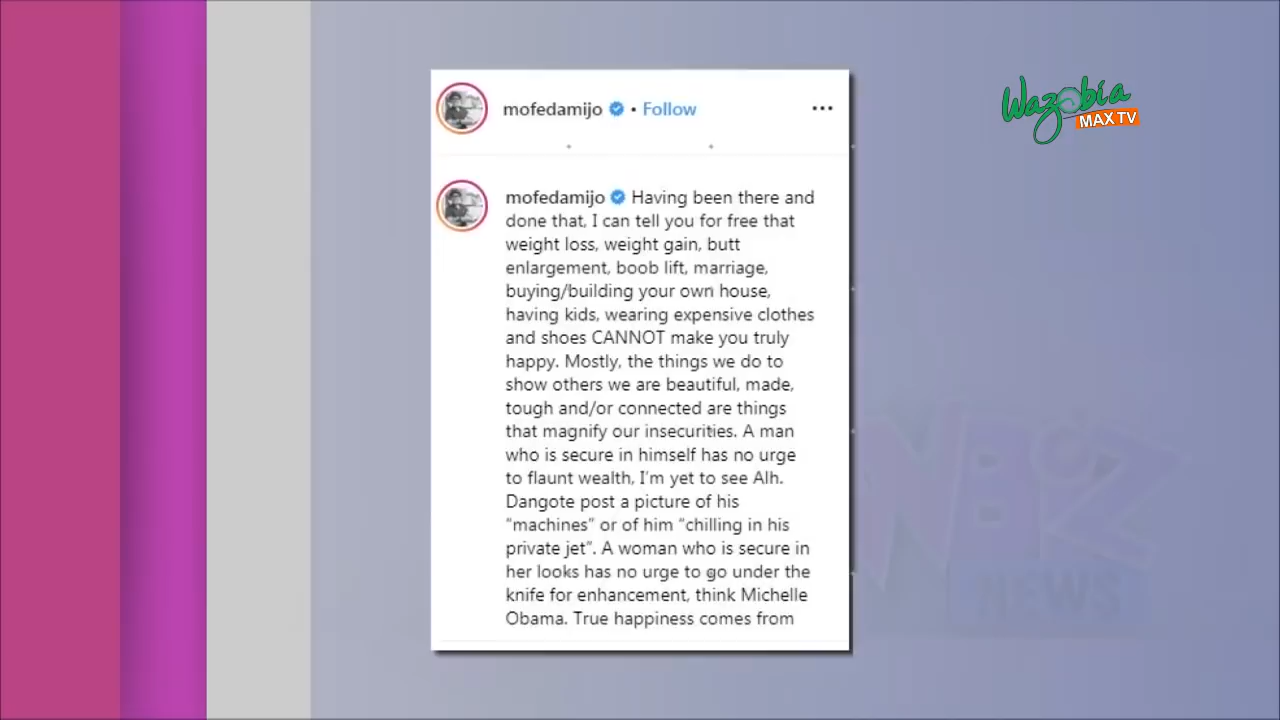 mofedamijo • Follow
Wazobia
MAX TV
mofedamijo Having been there and
done that, I can tell you for free that
weight loss, weight gain, butt
enlargement, boob lift, marriage,
buying/building your own house,
having kids, wearing expensive clothes
and shoes CANNOT make you truly
happy. Mostly, the things we do to
show others we are beautiful, made,
tough and/or connected are things
that magnify our insecurities. A man
who is secure in himself has no urge
to flaunt wealth, I'm yet to see Alh.
Dangote post a picture of his
"machines" or of him "chilling in his
private jet". A woman who is secure in
her looks has no urge to go under the
knife for enhancement, think Michelle
Obama. True happiness comes from
NBIZ
NEWS